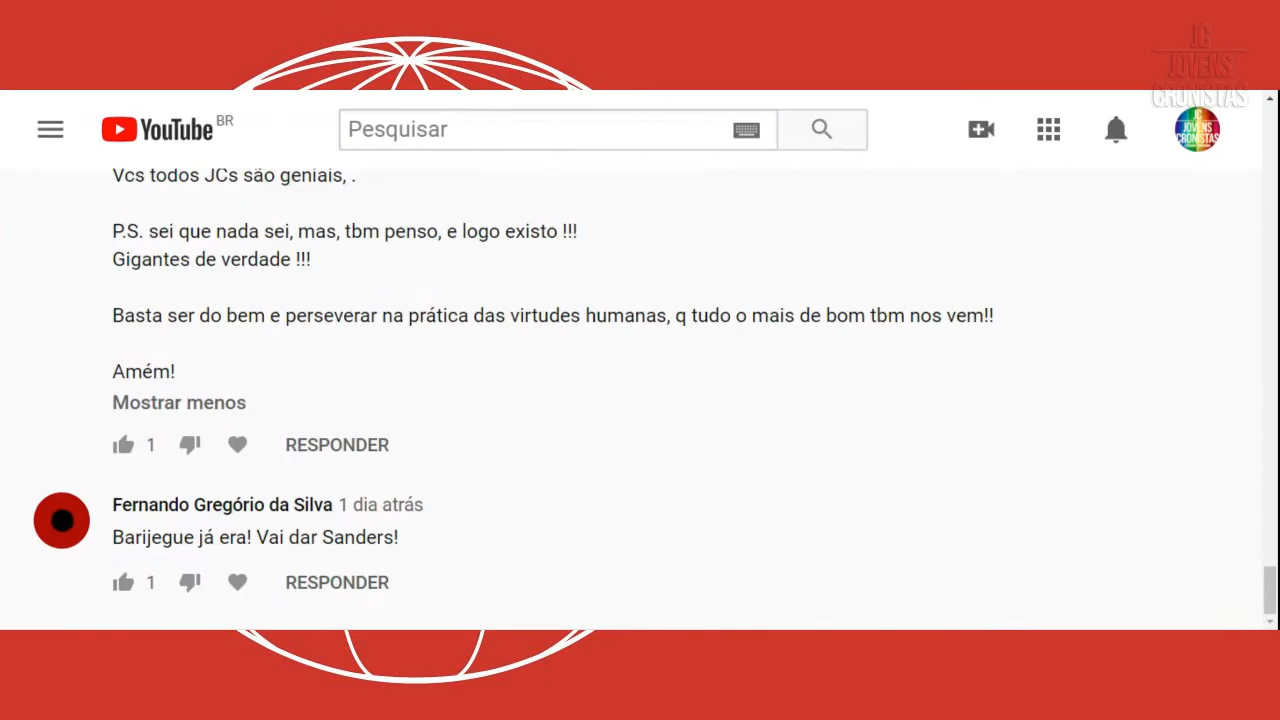 JC
JOVENS
CRONISTAS
YouTube BR
Pesquisar
JC
JOVENS
CRONISTAS
Vcs todos JCs são geniais, .
P.S. sei que nada sei, mas, tbm penso, e logo existo !!!
Gigantes de verdade !!!
Basta ser do bem e perseverar na prática das virtudes humanas, q tudo o mais de bom tbm nos vem!!
Amém!
Mostrar menos
1 RESPONDER
Fernando Gregório da Silva 1 dia atrás
Barijegue já era! Vai dar Sanders!
1 RESPONDER